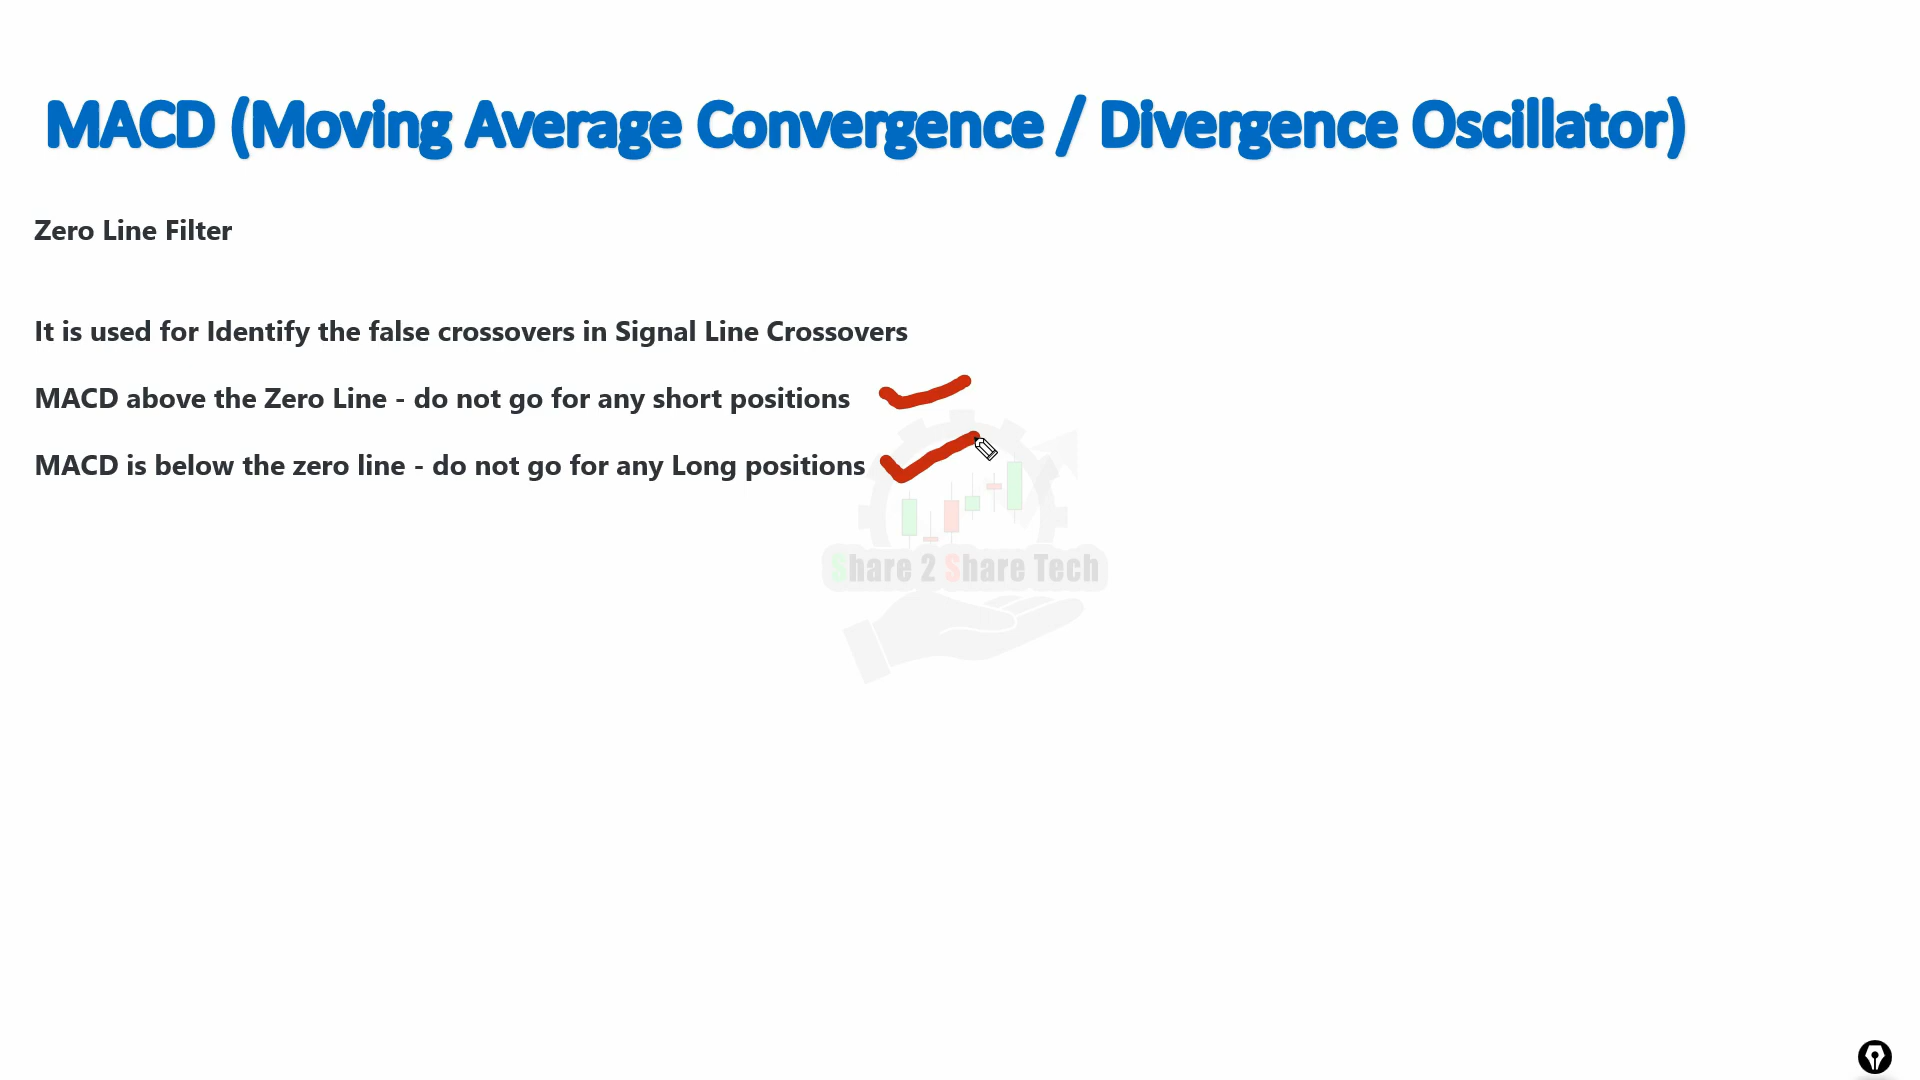 MACD (Moving Average Convergence / Divergence Oscillator)
Zero Line Filter
It is used for Identify the false crossovers in Signal Line Crossovers
MACD above the Zero Line - do not go for any short positions
MACD is below the zero line - do not go for any Long positions
Share 2 Share Tech